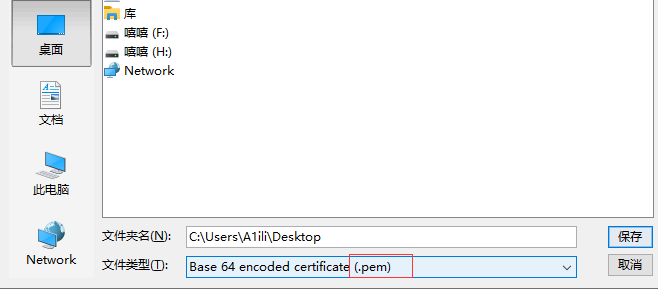 库
嘻嘻 (F:)
嘻嘻 (H:)
Network
桌面
文档
此电脑
Network
文件夹名(N):
C:\Users\A1ili\Desktop
保存
文件类型(T):
Base 64 encoded certificate (.pem)
取消